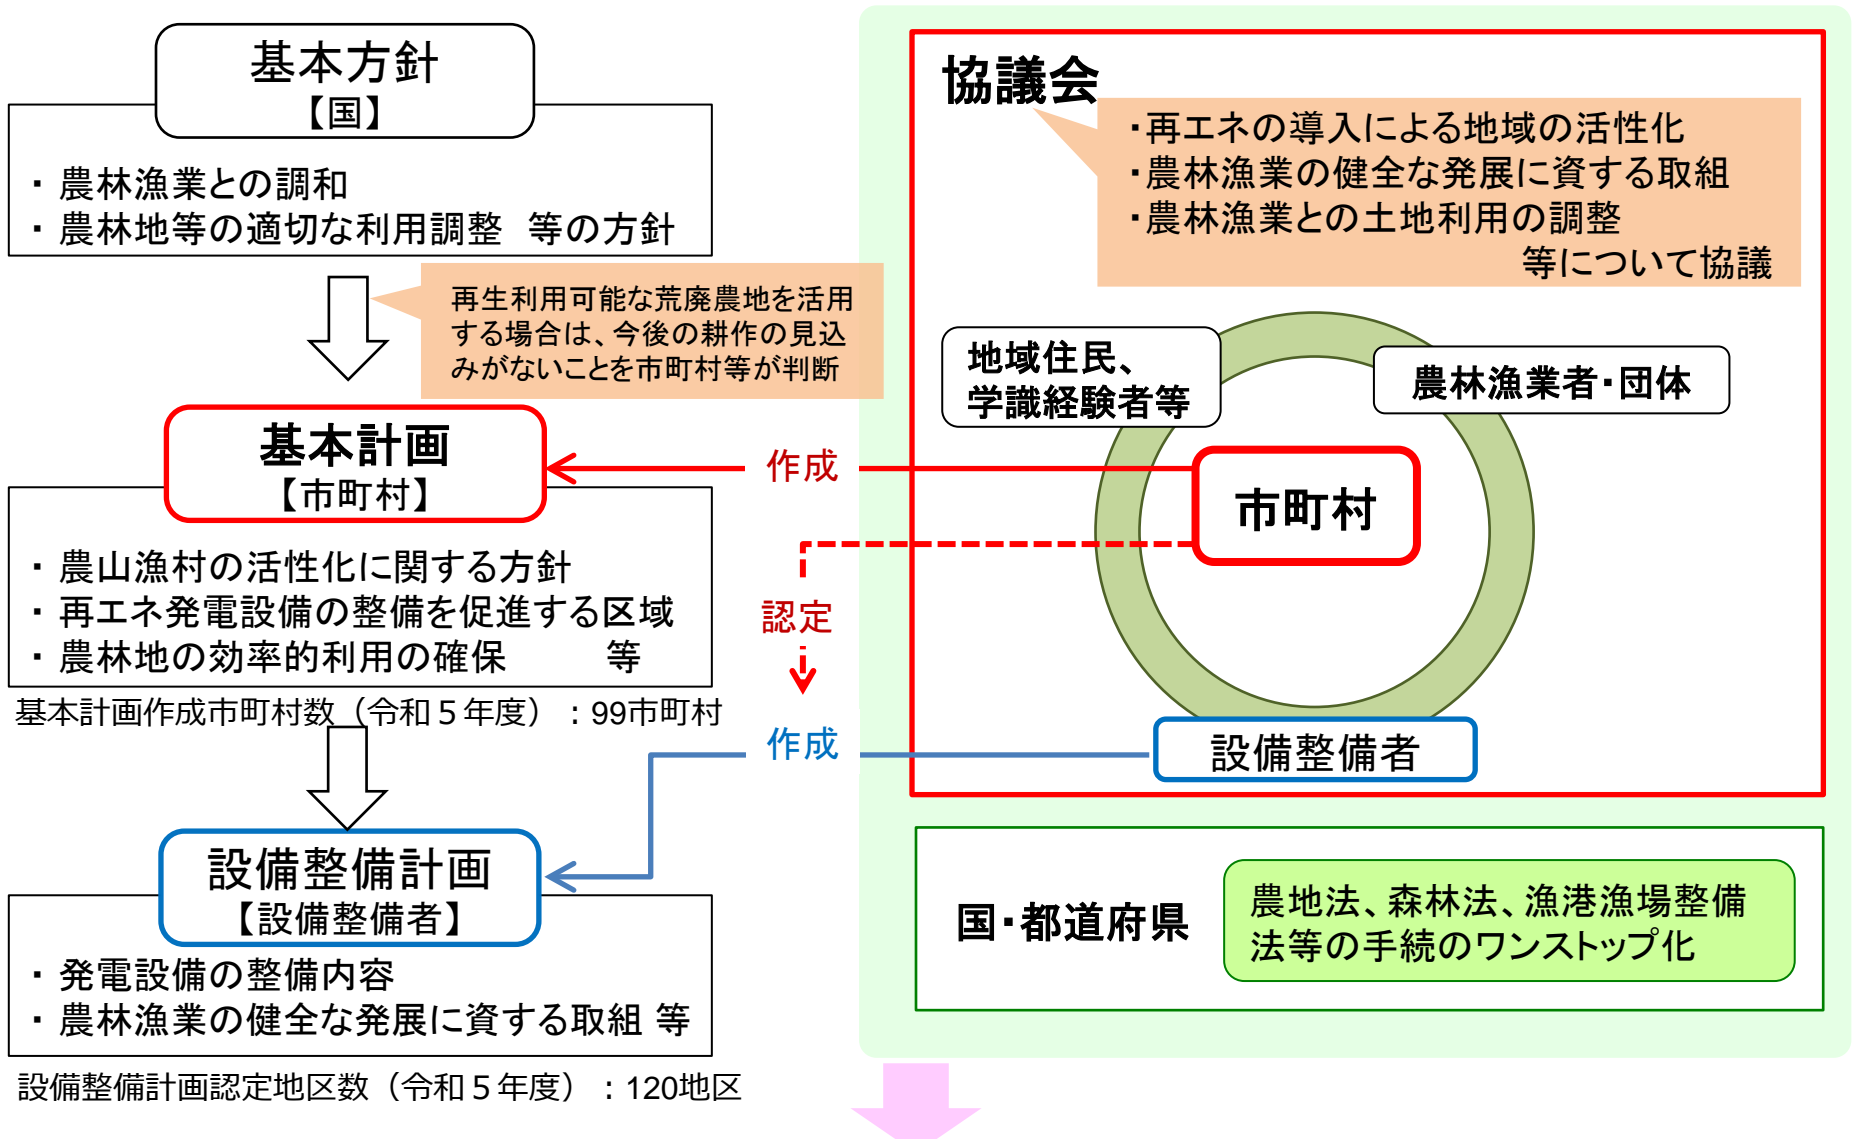 基本方針
【国】
・ 農林漁業との調和
・ 農林地等の適切な利用調整　等の方針
再生利用可能な荒廃農地を活用
する場合は、今後の耕作の見込
みがないことを市町村等が判断
基本計画
【市町村】
・ 農山漁村の活性化に関する方針
・ 再エネ発電設備の整備を促進する区域
・ 農林地の効率的利用の確保　　　等
基本計画作成市町村数（令和５年度）：99市町村
設備整備計画
【設備整備者】
・ 発電設備の整備内容
・ 農林漁業の健全な発展に資する取組 等
設備整備計画認定地区数（令和５年度）：120地区
作成
認定
作成
協議会
・再エネの導入による地域の活性化
・農林漁業の健全な発展に資する取組
・農林漁業との土地利用の調整
等について協議
地域住民、
学識経験者等
農林漁業者・団体
市町村
設備整備者
国・都道府県
農地法、森林法、漁港漁場整備
法等の手続のワンストップ化